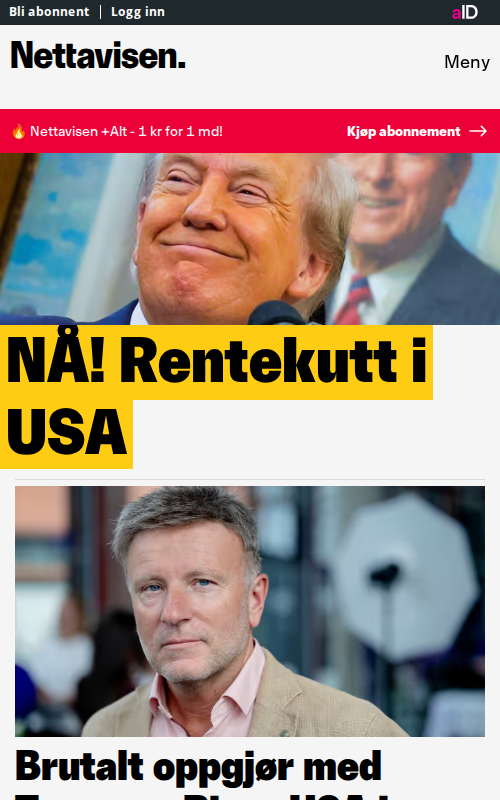 Bli abonnent
Logg inn
aID
Nettavisen.
Meny
🔥 Nettavisen +Alt - 1 kr for 1 md!
Kjøp abonnement →
NÅ! Rentekutt i
USA
Brutalt oppgjør med